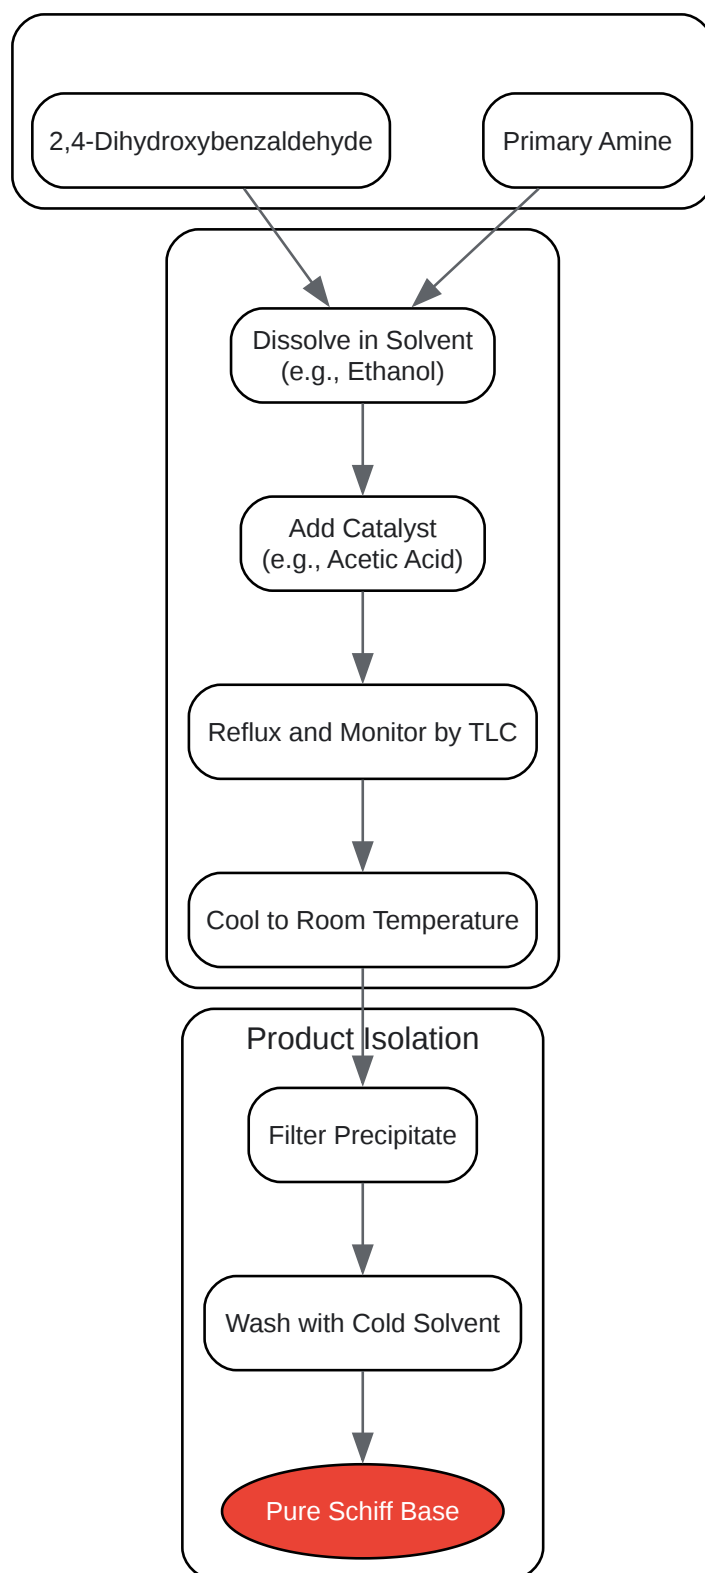 2,4-Dihydroxybenzaldehyde
Primary Amine
Dissolve in Solvent
(e.g., Ethanol)
Add Catalyst
(e.g., Acetic Acid)
Reflux and Monitor by TLC
Cool to Room Temperature
Product Isolation
Filter Precipitate
Wash with Cold Solvent
Pure Schiff Base